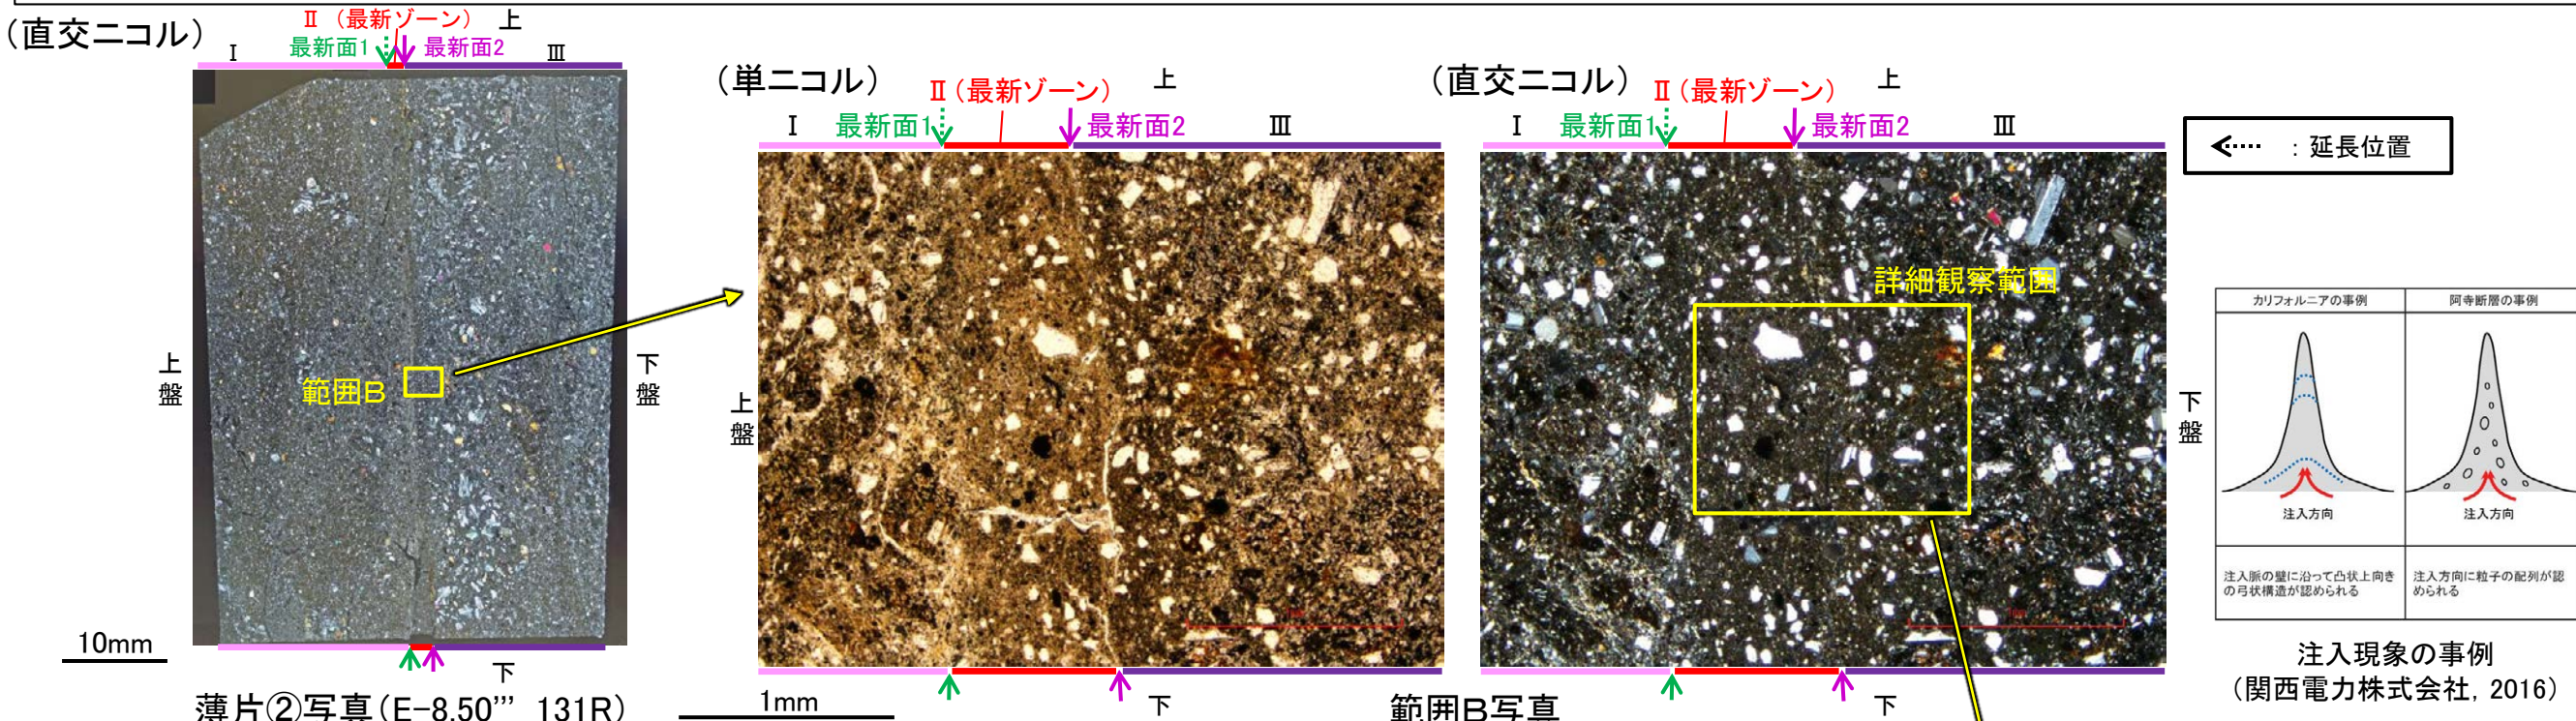 （直交ニコル）
Ⅱ（最新ゾーン）
上
最新面1
最新面2
Ⅰ
Ⅲ
上盤
下盤
範囲B
10mm
下
薄片②写真（E-8.50''' 131R）
（単ニコル）
Ⅱ（最新ゾーン）
上
Ⅰ
最新面1
最新面2
Ⅲ
上盤
1mm
下
（直交ニコル）
Ⅱ（最新ゾーン）
上
Ⅰ
最新面1
最新面2
Ⅲ
詳細観察範囲
下盤
範囲B写真
下
：延長位置
カリフォルニアの事例
阿寺断層の事例
注入方向
注入方向
注入脈の壁に沿って凸状上向き
の弓状構造が認められる
注入方向に粒子の配列が認
められる
注入現象の事例
（関西電力株式会社, 2016）